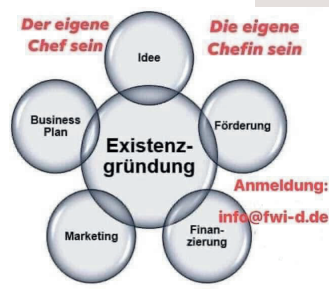 Der eigene
Chef sein
Die eigene
Chefin sein
Idee
Business
Plan
Förderung
Existenz-
gründung
Anmeldung:
info@fwi-d.de
Marketing
Finan-
zierung